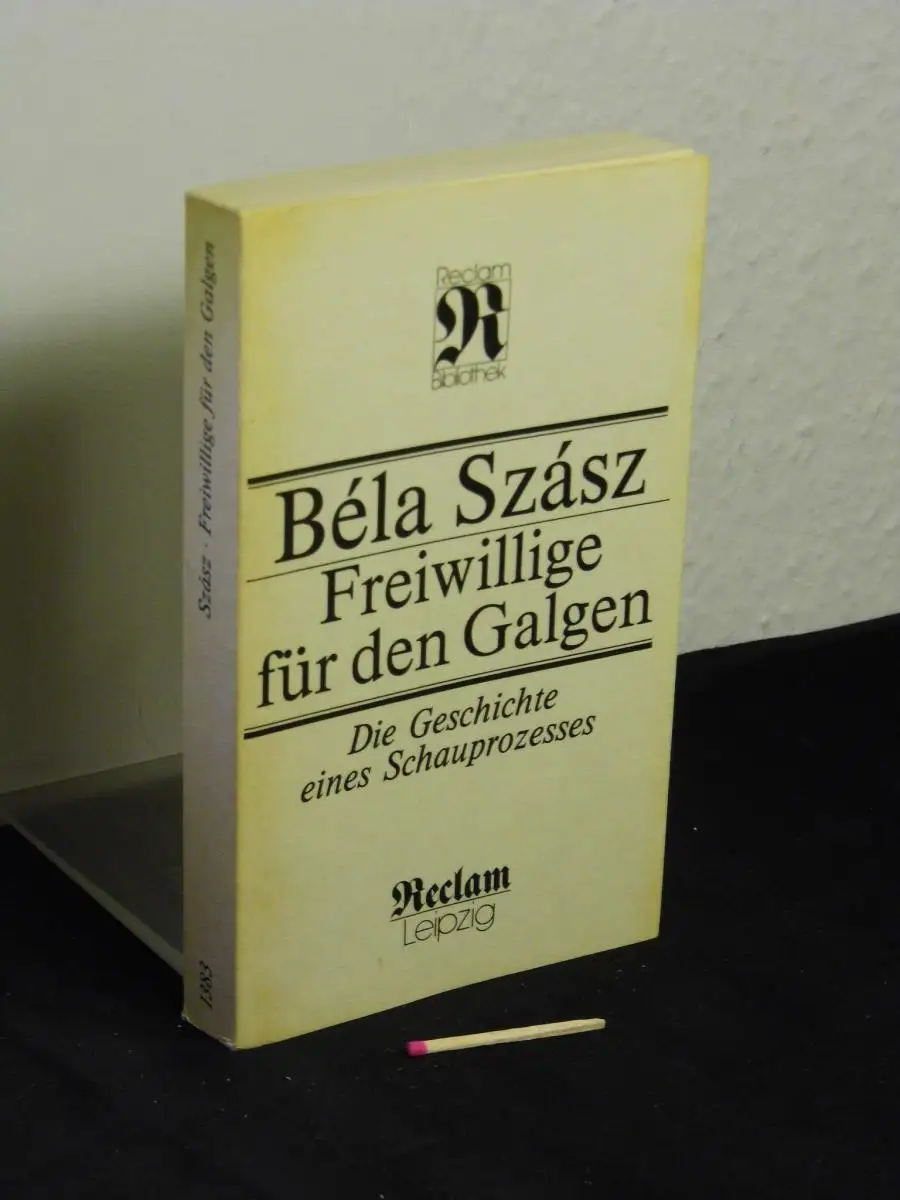 Reclam
R
Bibliothek
Béla Szász
Freiwillige
für den Galgen
Die Geschichte
eines Schauprozesses
Reclam
Leipzig
Szász · Freiwillige für den Galgen
1383